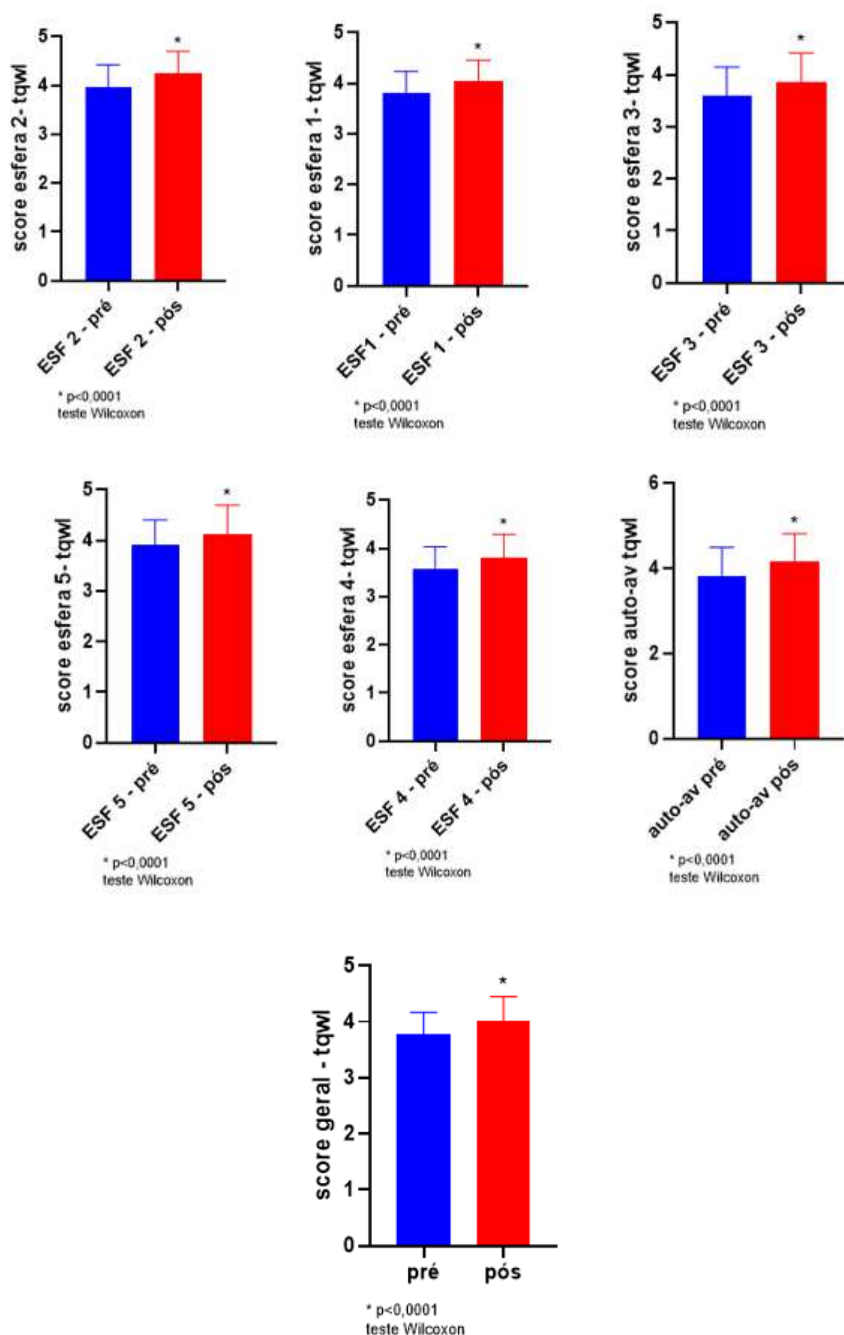 score esfera 2- tqwl
5
4
3
2
1
0
*
ESF 2 - pré
ESF 2 - pós
* p<0,0001
teste Wilcoxon
score esfera 1- tqwl
5
4
3
2
1
0
*
ESF1 - pré
ESF 1 - pós
* p<0,0001
teste Wilcoxon
score esfera 3- tqwl
5
4
3
2
1
0
*
ESF 3 - pré
ESF 3 - pós
* p<0,0001
teste Wilcoxon
score esfera 5- tqwl
5
4
3
2
1
0
*
ESF 5 - pré
ESF 5 - pós
* p<0,0001
teste Wilcoxon
score esfera 4- tqwl
5
4
3
2
1
0
*
ESF 4 - pré
ESF 4 - pós
* p<0,0001
teste Wilcoxon
score auto-av tqwl
6
4
2
0
*
auto-av pré
auto-av pós
* p<0,0001
teste Wilcoxon
score geral - tqwl
5
4
3
2
1
0
*
pré
pós
* p<0,0001
teste Wilcoxon